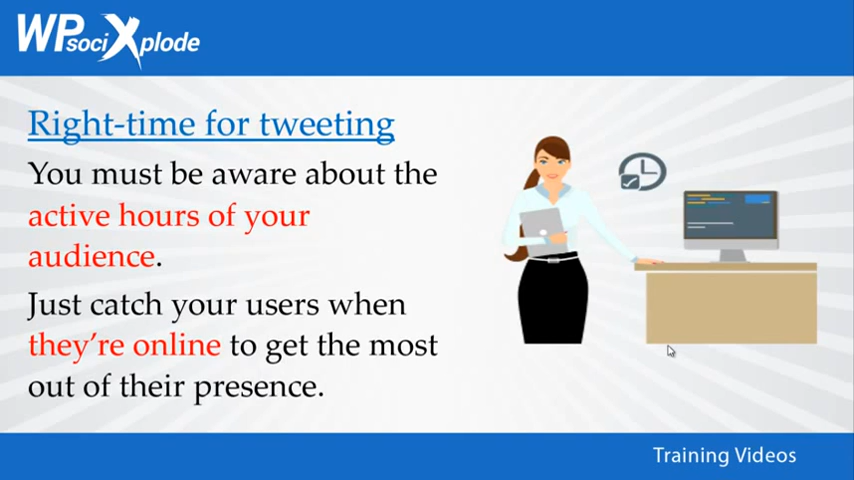 WPsociXplode
Right-time for tweeting
You must be aware about the
active hours of your
audience.
Just catch your users when
they're online to get the most
out of their presence.
Training Videos